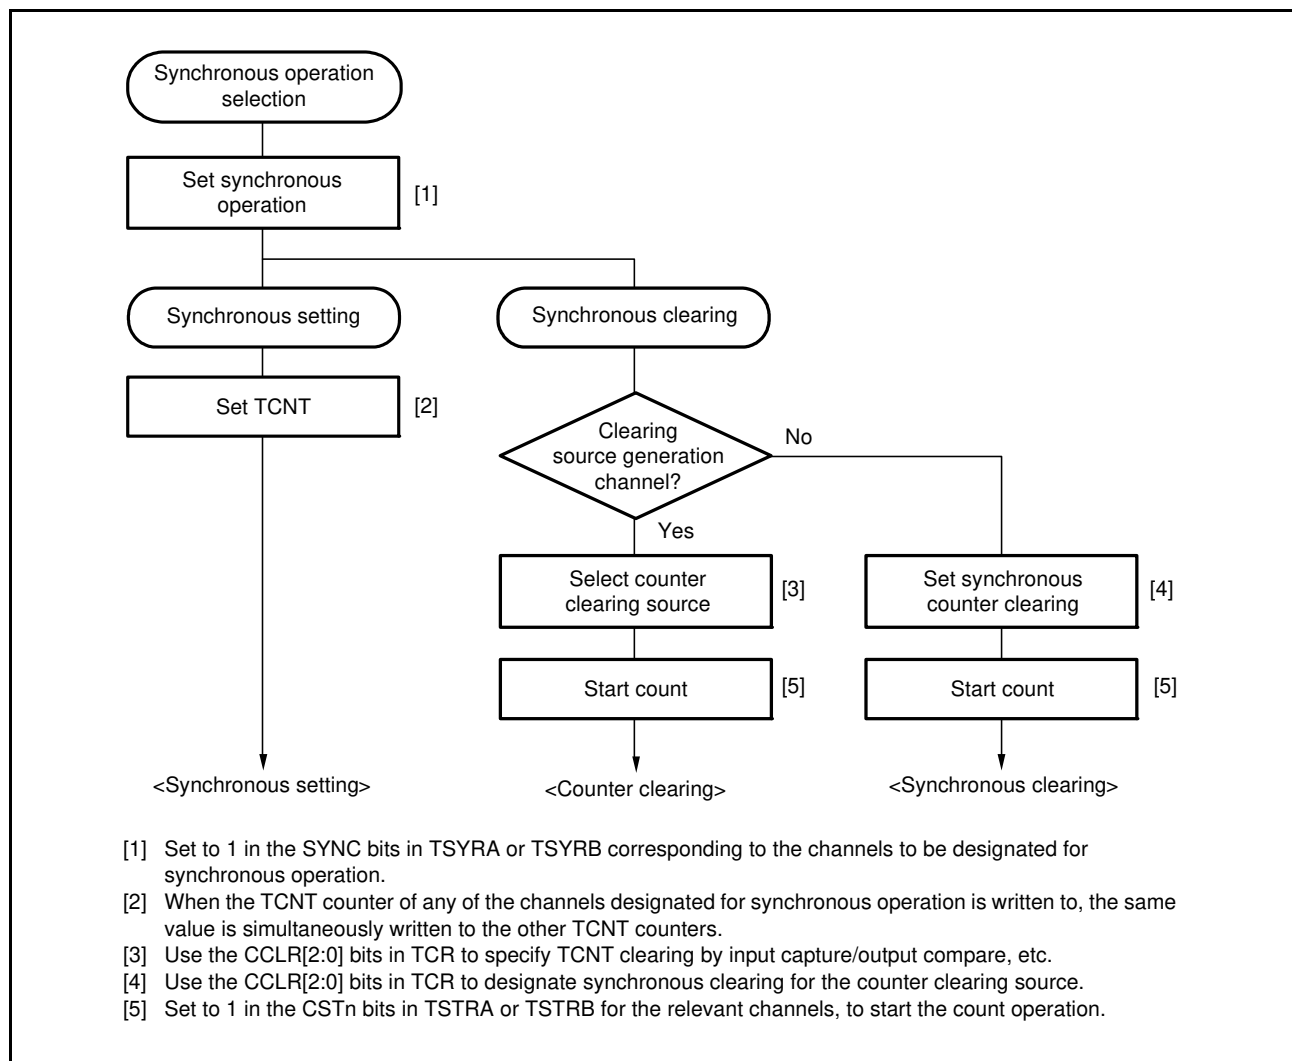 Synchronous operation
selection
Set synchronous
operation
[1]
Synchronous setting
Synchronous clearing
Set TCNT
[2]
Clearing
source generation
channel?
No
Yes
Select counter
clearing source
[3]
Set synchronous
counter clearing
[4]
Start count
[5]
Start count
[5]
<Synchronous setting>
<Counter clearing>
<Synchronous clearing>
[1] Set to 1 in the SYNC bits in TSYRA or TSYRB corresponding to the channels to be designated for
synchronous operation.
[2] When the TCNT counter of any of the channels designated for synchronous operation is written to, the same
value is simultaneously written to the other TCNT counters.
[3] Use the CCLR[2:0] bits in TCR to specify TCNT clearing by input capture/output compare, etc.
[4] Use the CCLR[2:0] bits in TCR to designate synchronous clearing for the counter clearing source.
[5] Set to 1 in the CSTn bits in TSTRA or TSTRB for the relevant channels, to start the count operation.